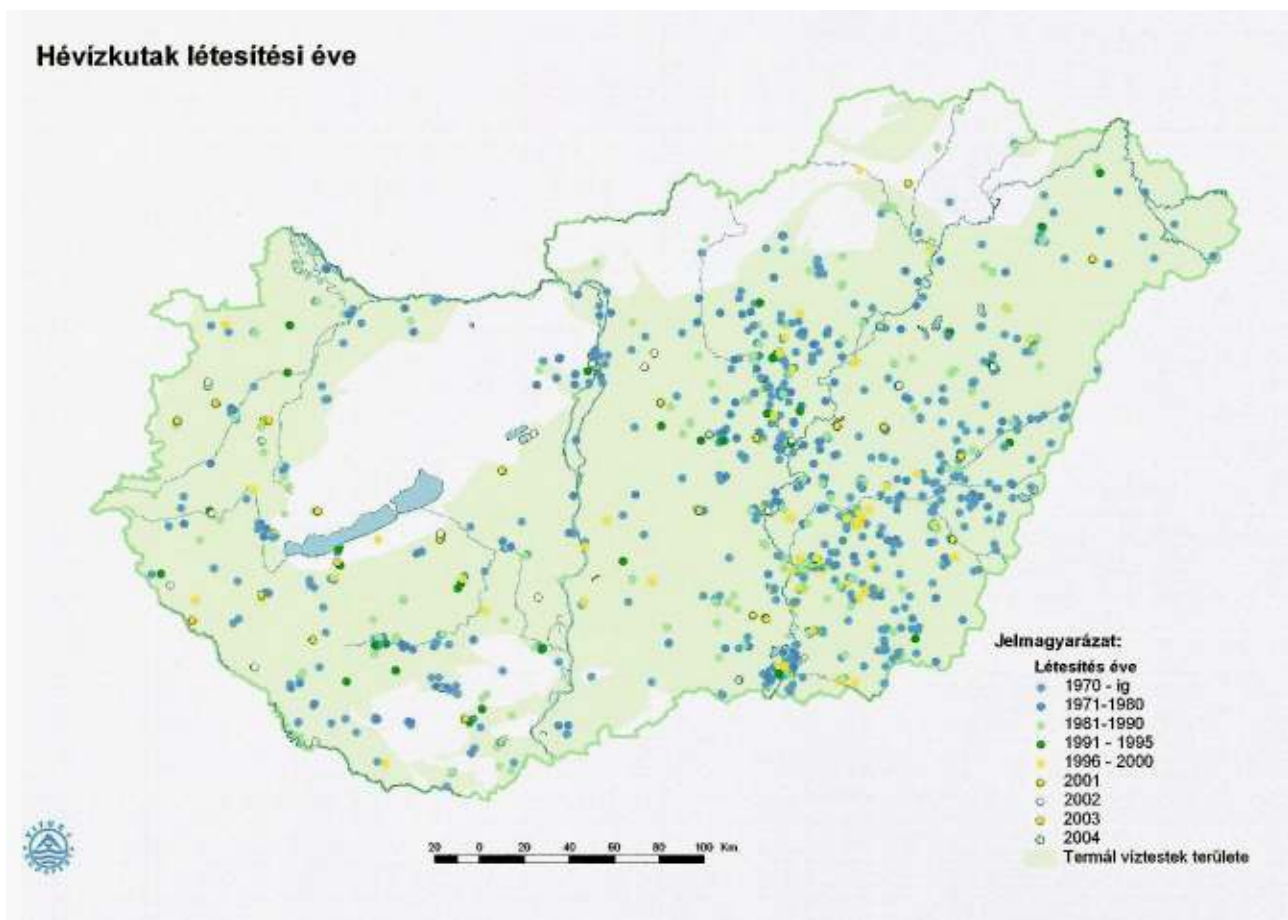 Hévízkutak létesítési éve
Jelmagyarázat:
Létesítés éve
1970 - ig
1971-1980
1981-1990
1991 - 1995
1996 - 2000
2001
2002
2003
2004
Termál víztestek területe
20 0 20 40 60 80 100 Km
VITUKI